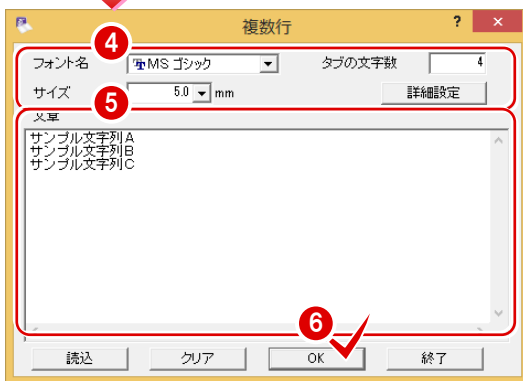 複数行 ? ×
4
フォント名 MS ゴシック タブの文字数 4
サイズ 5.0 mm 詳細設定
5
文章
サンプル文字列A
サンプル文字列B
サンプル文字列C
6
読込 クリア OK 終了